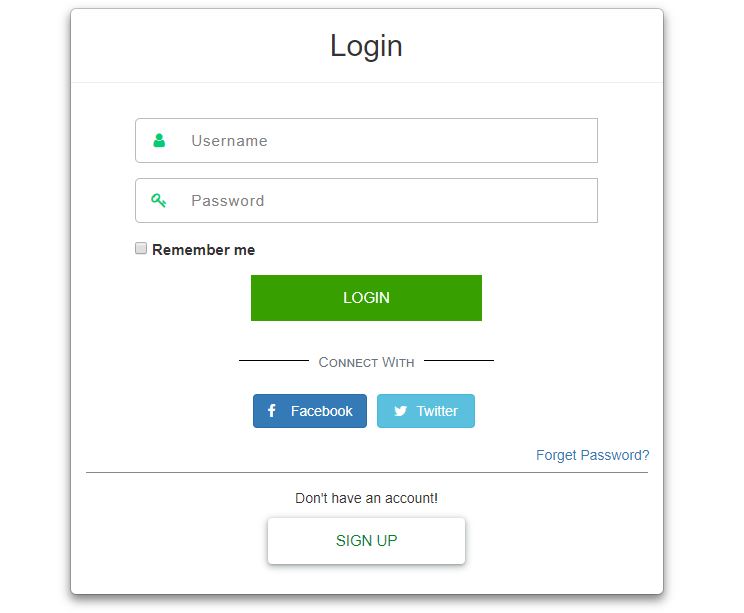 Login
Username
Password
Remember me
LOGIN
Connect With
Facebook Twitter
Forget Password?
Don't have an account!
SIGN UP